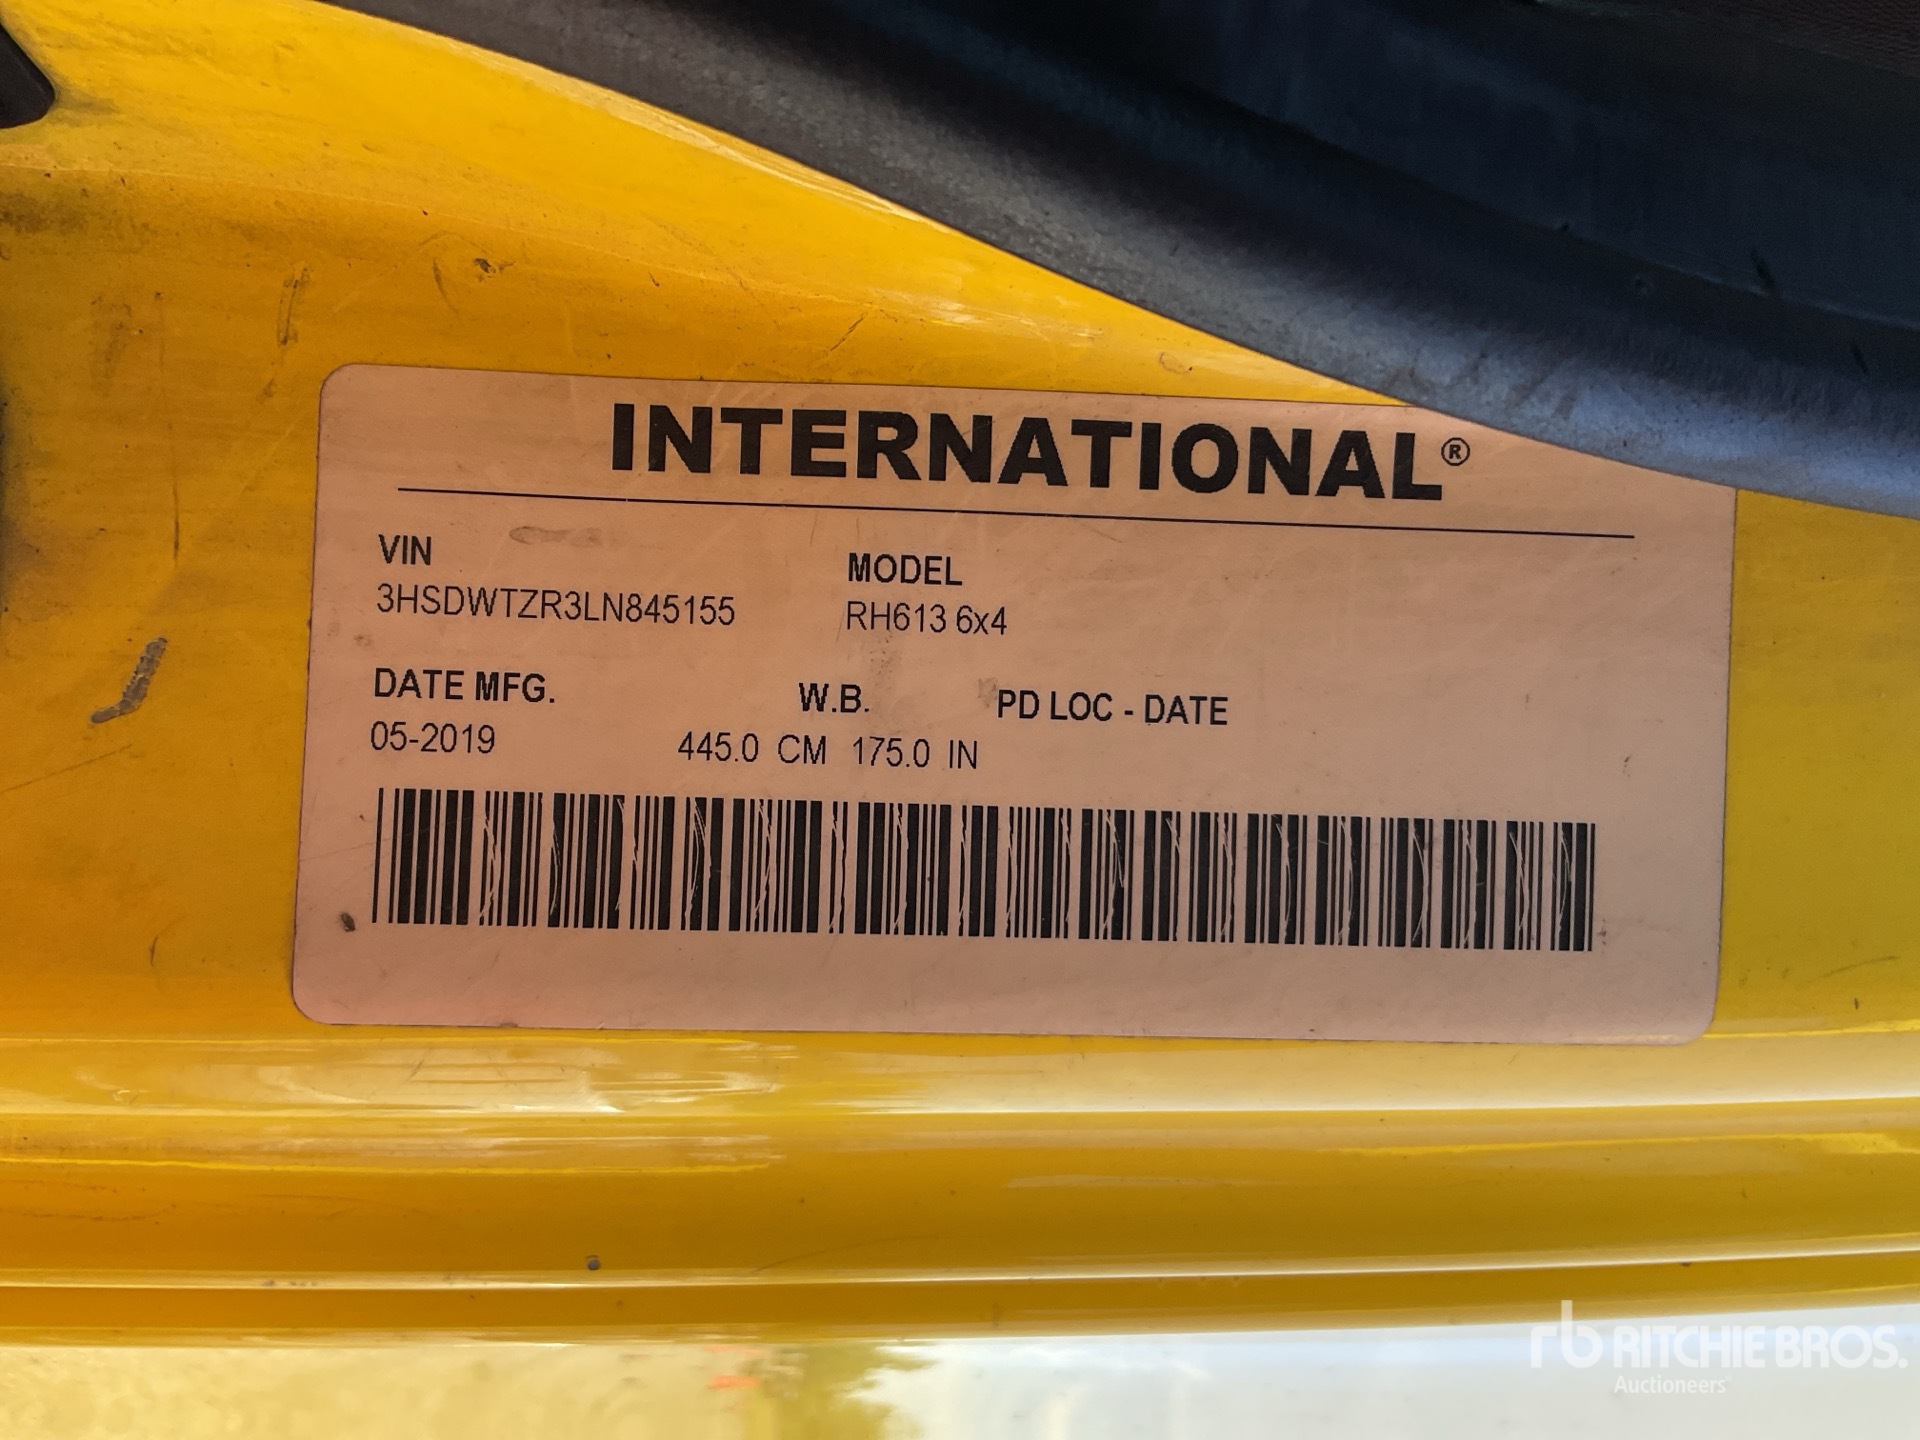 INTERNATIONAL®
VIN
3HSDWTZR3LN845155
MODEL
RH613 6x4
DATE MFG.
05-2019
W.B.
445.0 CM 175.0 IN
PD LOC - DATE
rb RITCHIE BROS.
Auctioneers